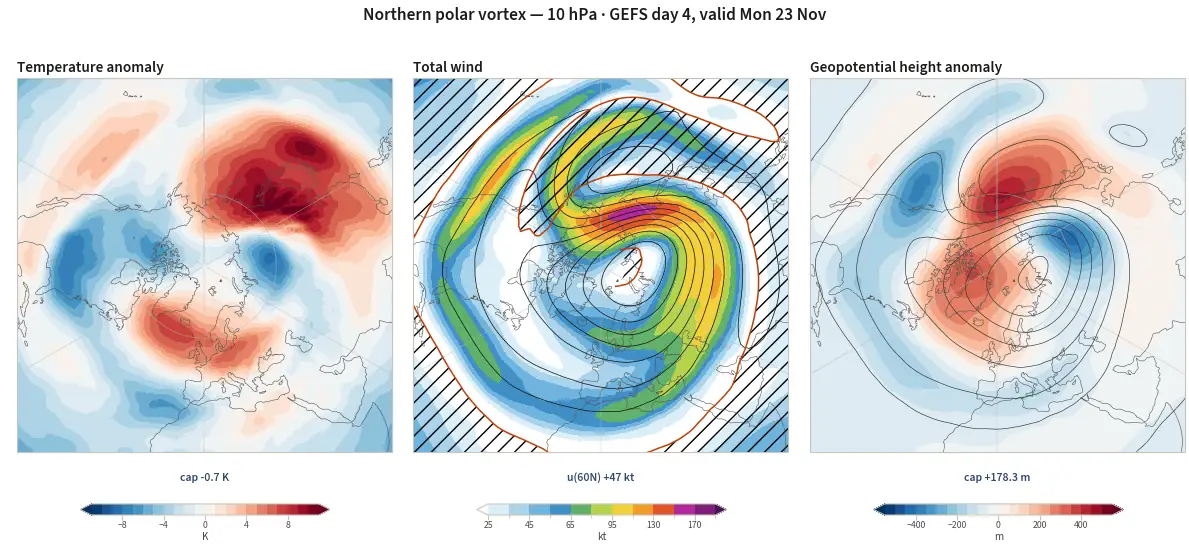 Northern polar vortex — 10 hPa · GEFS day 4, valid Mon 23 Nov
Temperature anomaly
Total wind
Geopotential height anomaly
cap -0.7 K
u(60N) +47 kt
cap +178.3 m
−8 −4 0 4 8
K
25 45 65 95 130 170
kt
−400 −200 0 200 400
m